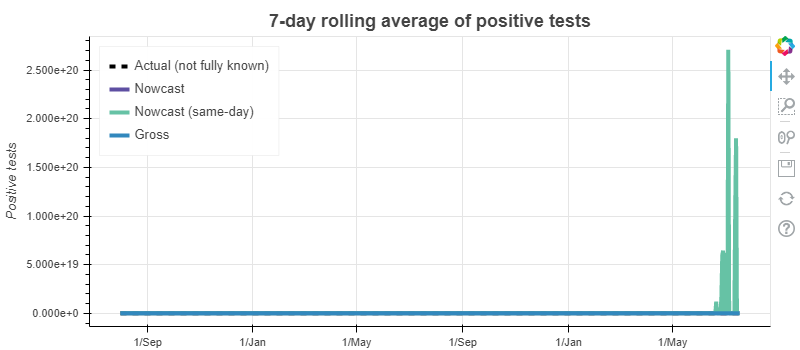 7-day rolling average of positive tests
Actual (not fully known)
Nowcast
Nowcast (same-day)
Gross
Positive tests
2.500e+20
2.000e+20
1.500e+20
1.000e+20
5.000e+19
0.000e+0
1/Sep 1/Jan 1/May 1/Sep 1/Jan 1/May